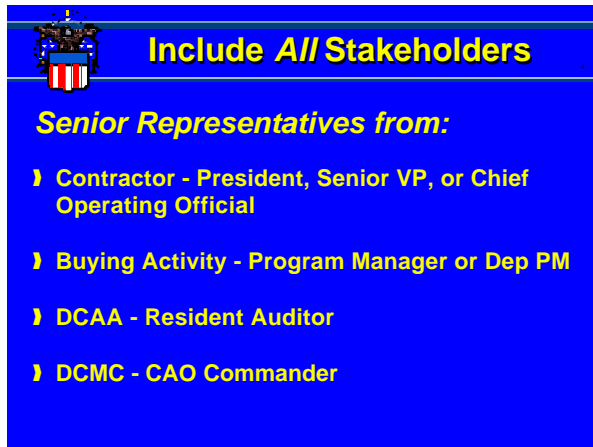 Include All Stakeholders
Senior Representatives from:
Contractor - President, Senior VP, or Chief
Operating Official
Buying Activity - Program Manager or Dep PM
DCAA - Resident Auditor
DCMC - CAO Commander